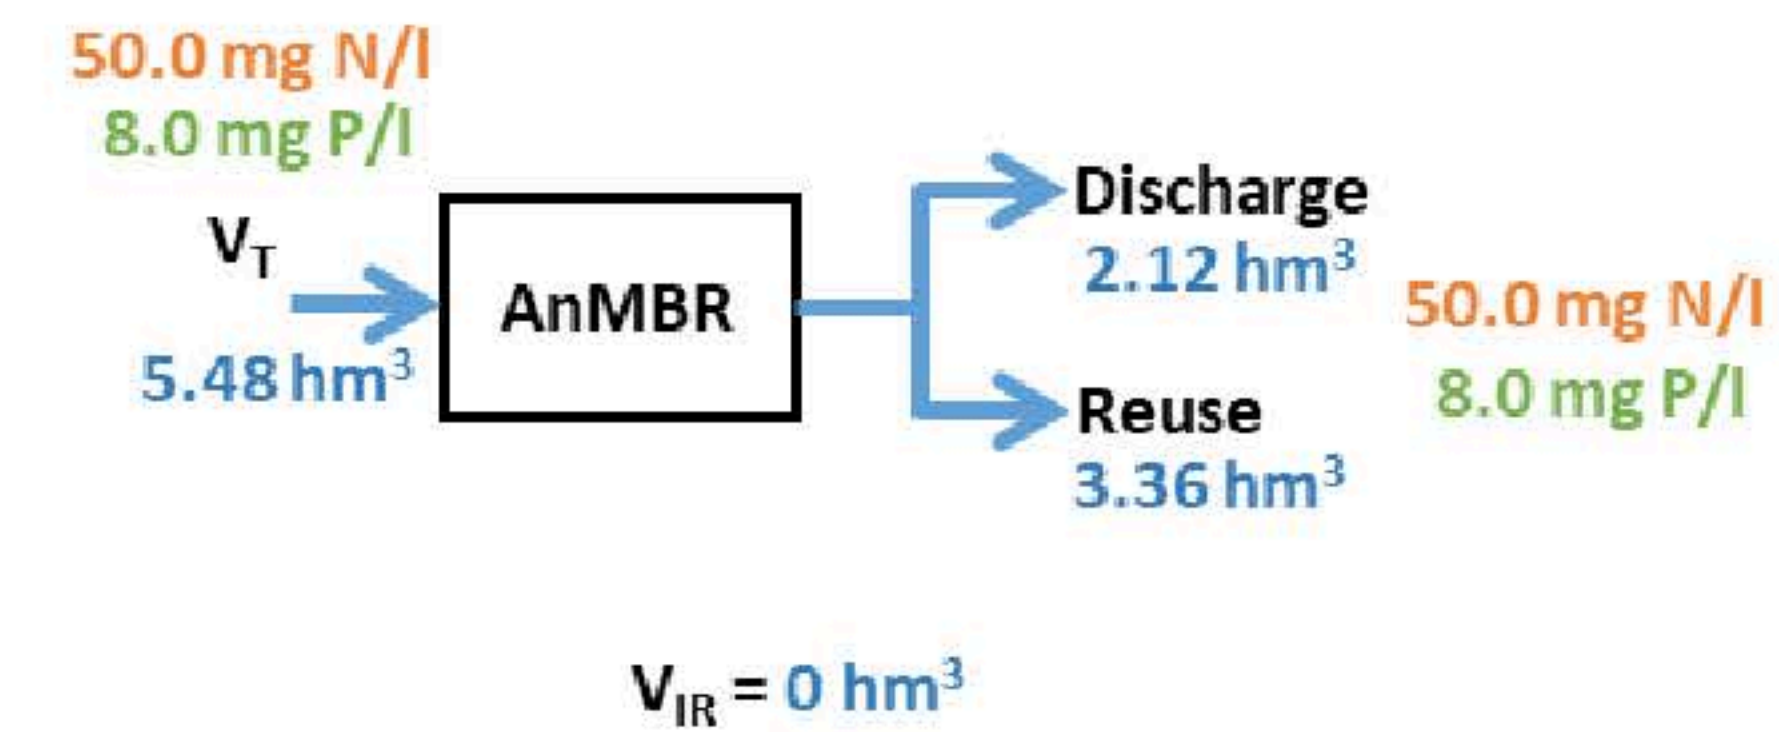 50.0 mg N/l
8.0 mg P/l
V_T
5.48 hm³
AnMBR
Discharge
2.12 hm³
Reuse
3.36 hm³
50.0 mg N/l
8.0 mg P/l
V_IR = 0 hm³